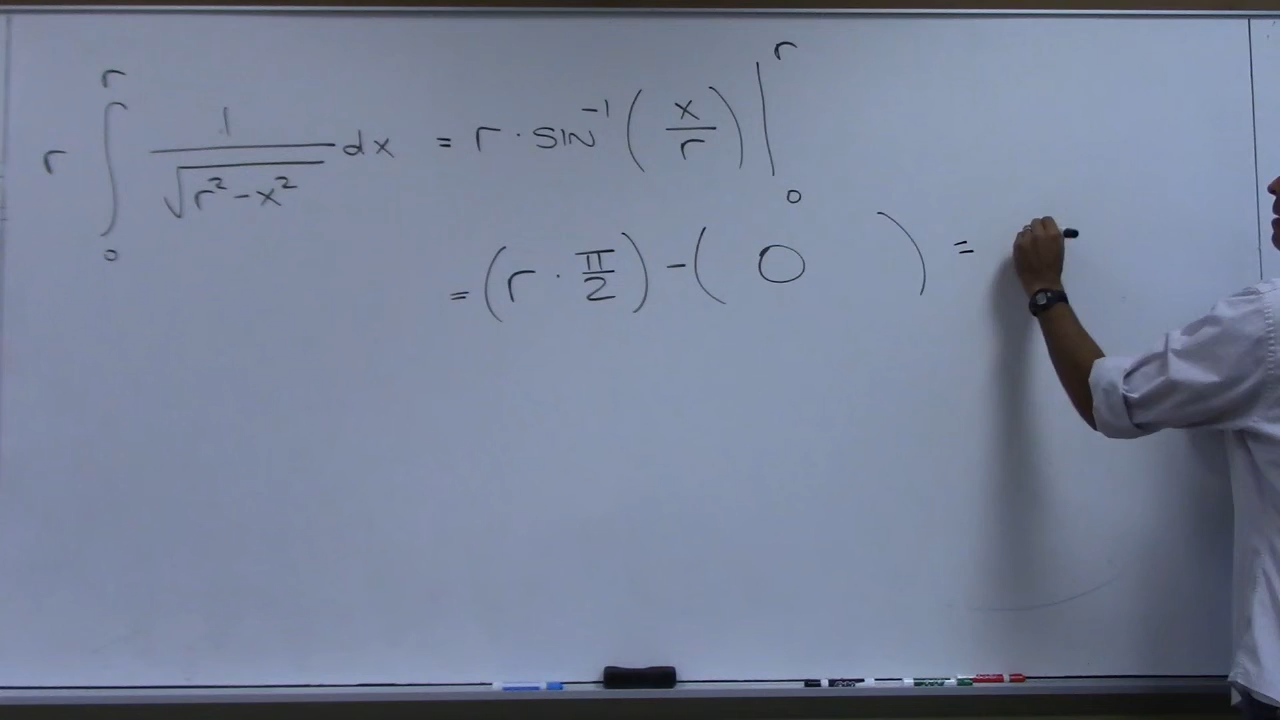 r ∫₀ʳ 1/√(r² - x²) dx = r · sin⁻¹(x/r) |₀ʳ
= (r · π/2) - ( 0 ) =